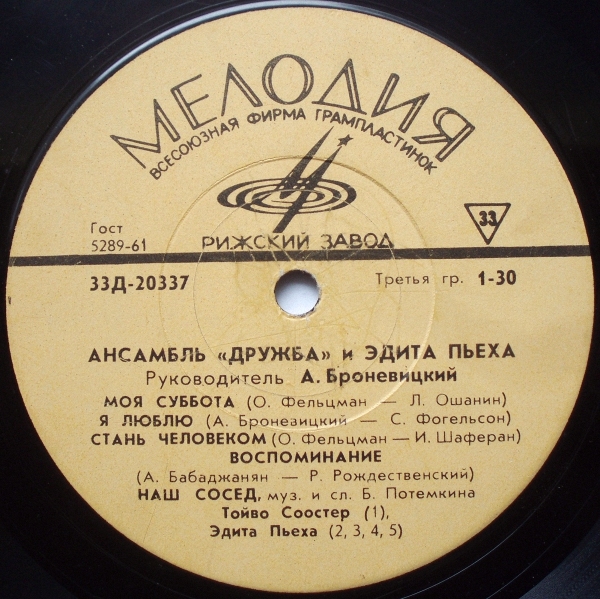 МЕЛОДИЯ
ВСЕСОЮЗНАЯ ФИРМА ГРАМПЛАСТИНОК
Гост
5289-61
33
РИЖСКИЙ ЗАВОД
33Д-20337
Третья гр. 1-30
АНСАМБЛЬ «ДРУЖБА» и ЭДИТА ПЬЕХА
Руководитель А. Броневицкий
МОЯ СУББОТА (О. Фельцман — Л. Ошанин)
Я ЛЮБЛЮ (А. Броневицкий — С. Фогельсон)
СТАНЬ ЧЕЛОВЕКОМ (О. Фельцман — И. Шаферан)
ВОСПОМИНАНИЕ
(А. Бабаджанян — Р. Рождественский)
НАШ СОСЕД, муз. и сл. Б. Потемкина
Тойво Соостер (1),
Эдита Пьеха (2, 3, 4, 5)